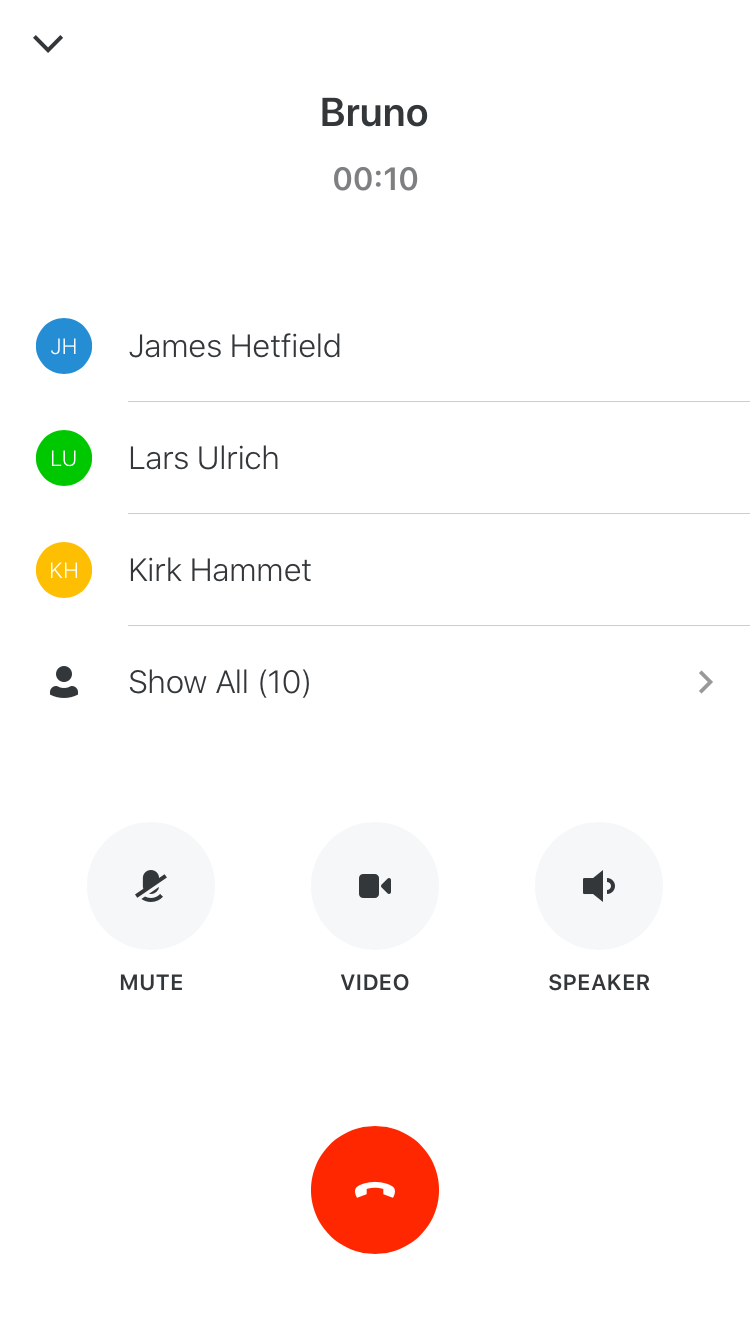 Bruno
00:10
JH James Hetfield
LU Lars Ulrich
KH Kirk Hammet
Show All (10)
MUTE VIDEO SPEAKER